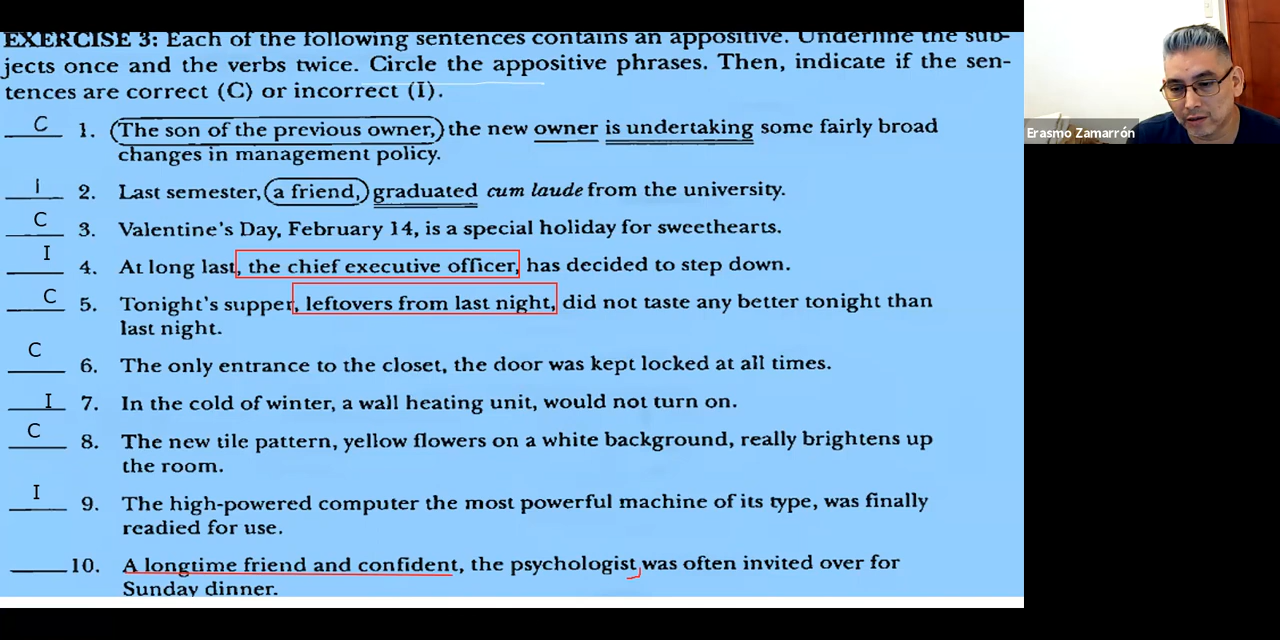 EXERCISE 3: Each of the following sentences contains an appositive. Underline the sub-
jects once and the verbs twice. Circle the appositive phrases. Then, indicate if the sen-
tences are correct (C) or incorrect (I).
C 1. The son of the previous owner, the new owner is undertaking some fairly broad
changes in management policy.
I 2. Last semester, a friend, graduated cum laude from the university.
C 3. Valentine's Day, February 14, is a special holiday for sweethearts.
I 4. At long last, the chief executive officer, has decided to step down.
C 5. Tonight's supper, leftovers from last night, did not taste any better tonight than
last night.
C 6. The only entrance to the closet, the door was kept locked at all times.
I 7. In the cold of winter, a wall heating unit, would not turn on.
C 8. The new tile pattern, yellow flowers on a white background, really brightens up
the room.
I 9. The high-powered computer the most powerful machine of its type, was finally
readied for use.
10. A longtime friend and confident, the psychologist, was often invited over for
Sunday dinner.
Erasmo Zamarrón